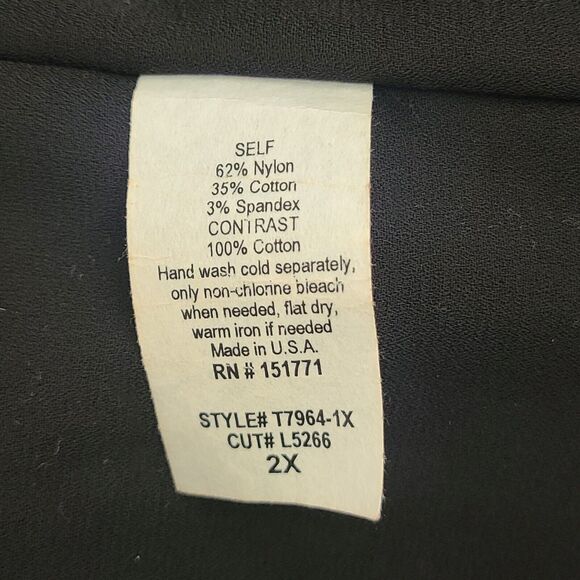 SELF
62% Nylon
35% Cotton
3% Spandex
CONTRAST
100% Cotton
Hand wash cold separately,
only non-chlorine bleach
when needed, flat dry,
warm iron if needed
Made in U.S.A.
RN # 151771
STYLE# T7964-1X
CUT# L5266
2X